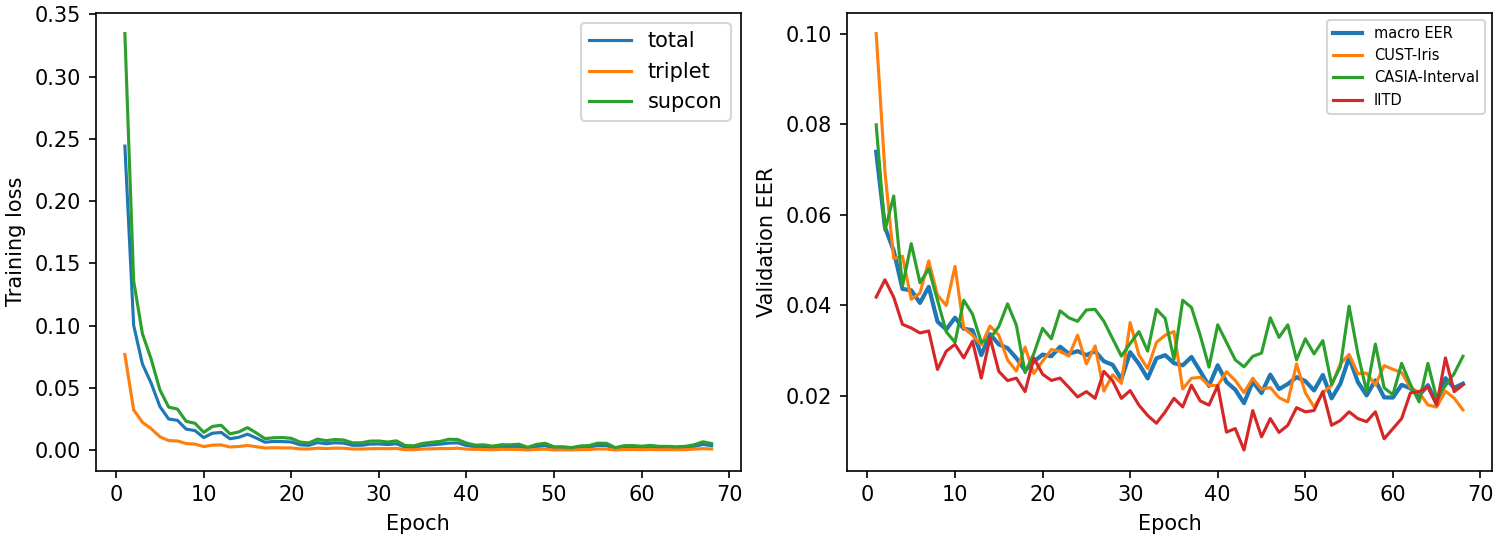 0.35
0.30
0.25
0.20
0.15
0.10
0.05
0.00
Training loss
0 10 20 30 40 50 60 70
Epoch
total
triplet
supcon
0.10
0.08
0.06
0.04
0.02
Validation EER
0 10 20 30 40 50 60 70
Epoch
macro EER
CUST-Iris
CASIA-Interval
IITD